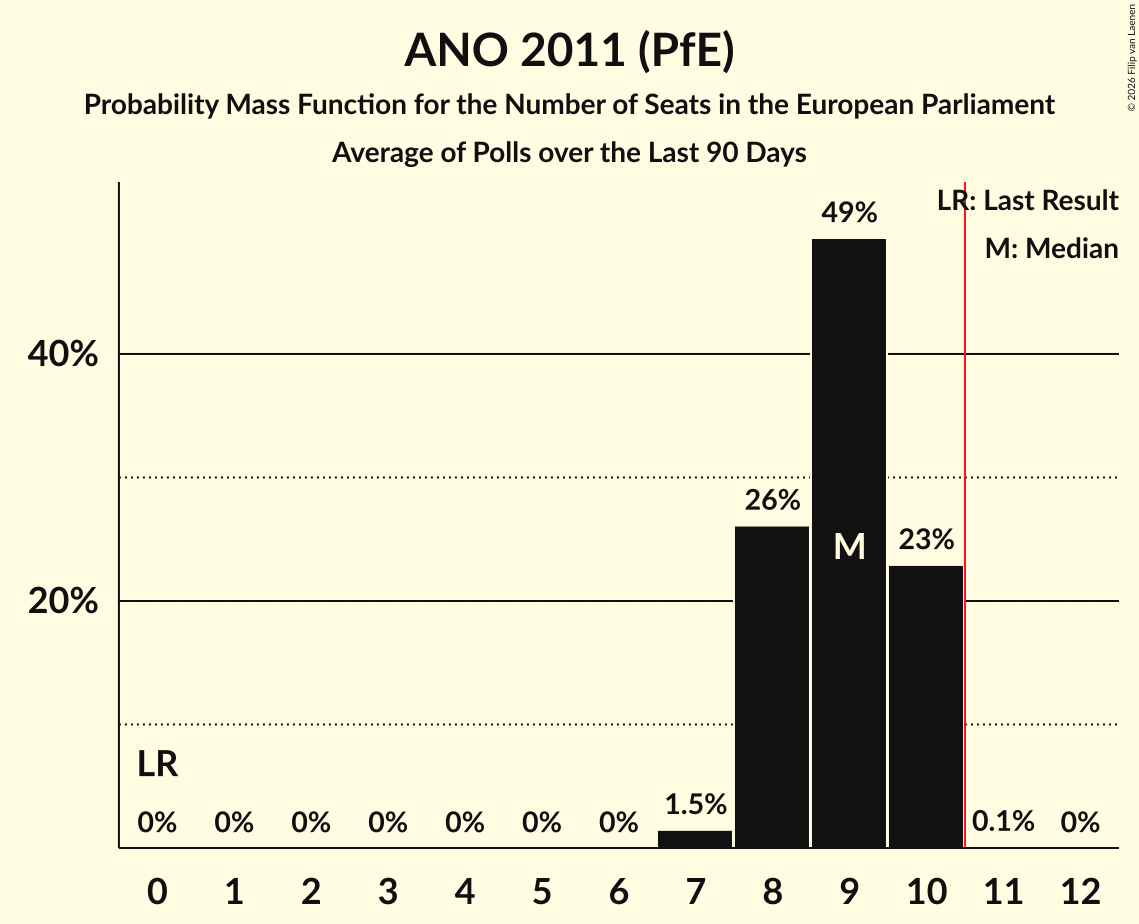 ANO 2011 (PfE)
Probability Mass Function for the Number of Seats in the European Parliament
Average of Polls over the Last 90 Days
© 2026 Filip van Laenen
LR: Last Result
M: Median
49%
40%
26%
23%
M
20%
LR
0% 0% 0% 0% 0% 0% 0% 1.5% 0.1% 0%
0 1 2 3 4 5 6 7 8 9 10 11 12